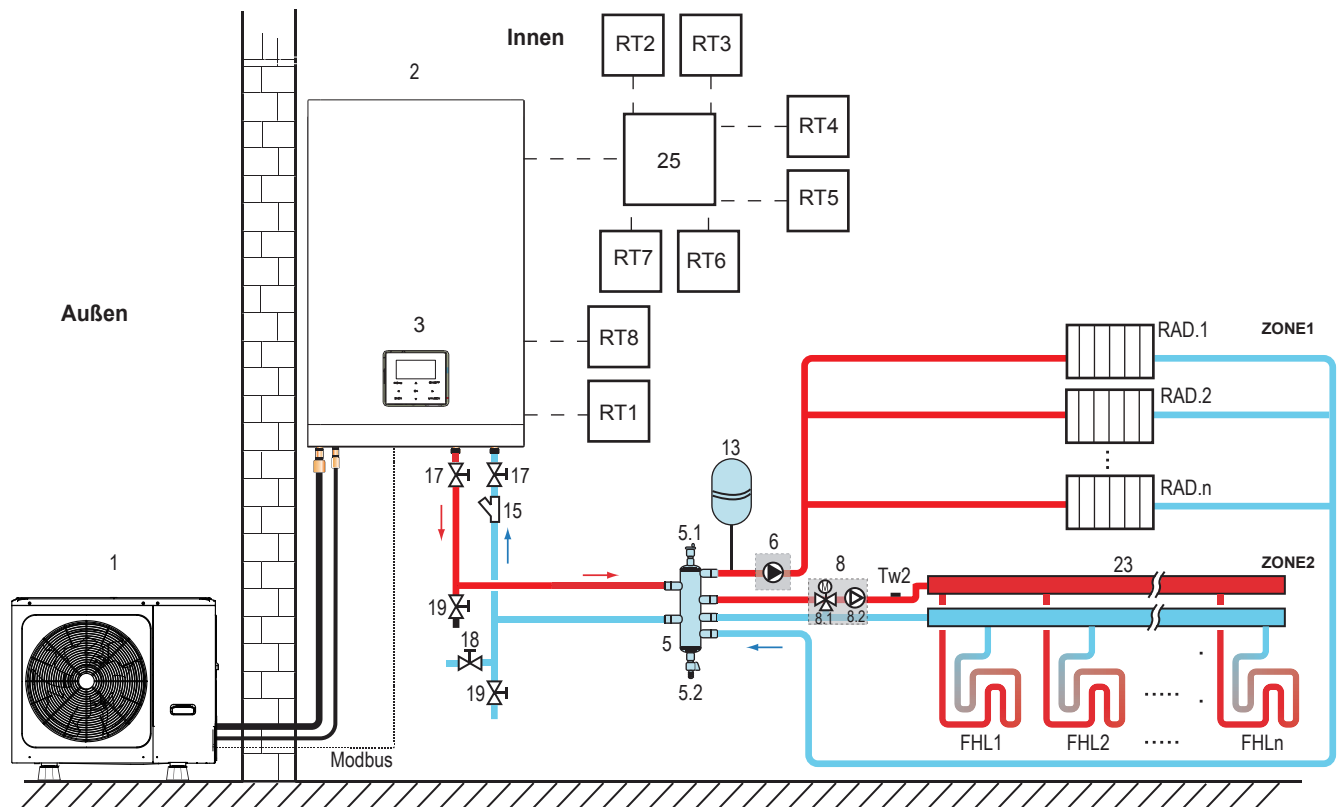 Innen
RT2
RT3
2
RT4
25
RT5
RT7
RT6
Außen
3
RT8
RT1
RAD.1
ZONE1
RAD.2
RAD.n
13
17
17
15
5.1
6
8
Tw2
23
ZONE2
M
8.1
8.2
1
19
18
5
19
5.2
FHL1
FHL2
FHLn
Modbus